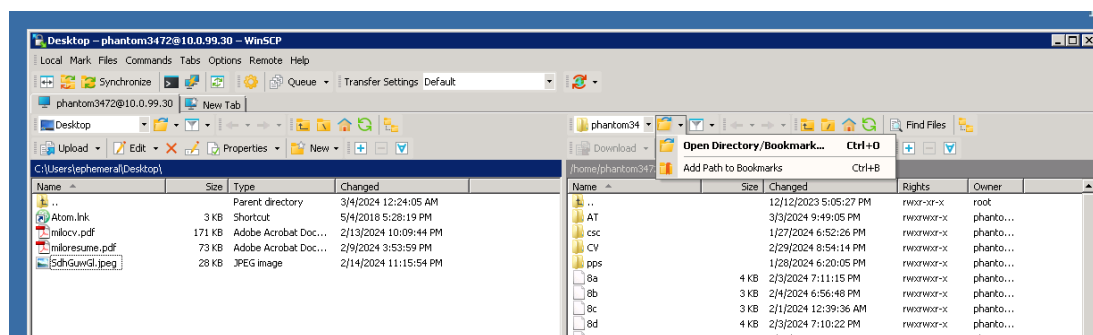 Desktop – phantom3472@10.0.99.30 – WinSCP
Local Mark Files Commands Tabs Options Remote Help
Synchronize Queue Transfer Settings Default
phantom3472@10.0.99.30 New Tab
Desktop phantom34 Find Files
Upload Edit Properties New Download Open Directory/Bookmark... Ctrl+O
C:\Users\ephemeral\Desktop\ /home/phantom347 Add Path to Bookmarks Ctrl+B
Name Size Type Changed Name Size Changed Rights Owner
.. Parent directory 3/4/2024 12:24:05 AM .. 12/12/2023 5:05:27 PM rwxr-xr-x root
Atom.lnk 3 KB Shortcut 5/4/2018 5:28:19 PM AT 3/3/2024 9:49:05 PM rwxrwxr-x phanto...
milocv.pdf 171 KB Adobe Acrobat Doc... 2/13/2024 10:09:44 PM csc 1/27/2024 6:52:26 PM rwxrwxr-x phanto...
miloresume.pdf 73 KB Adobe Acrobat Doc... 2/9/2024 3:53:59 PM CV 2/29/2024 8:54:14 PM rwxrwxr-x phanto...
SdhGuwGl.jpeg 28 KB JPEG image 2/14/2024 11:15:54 PM pps 1/28/2024 6:20:05 PM rwxrwxr-x phanto...
8a 4 KB 2/3/2024 7:11:15 PM rwxrwxr-x phanto...
8b 3 KB 2/4/2024 6:56:48 PM rwxrwxr-x phanto...
8c 3 KB 2/1/2024 12:39:36 AM rwxrwxr-x phanto...
8d 4 KB 2/3/2024 7:10:22 PM rwxrwxr-x phanto...